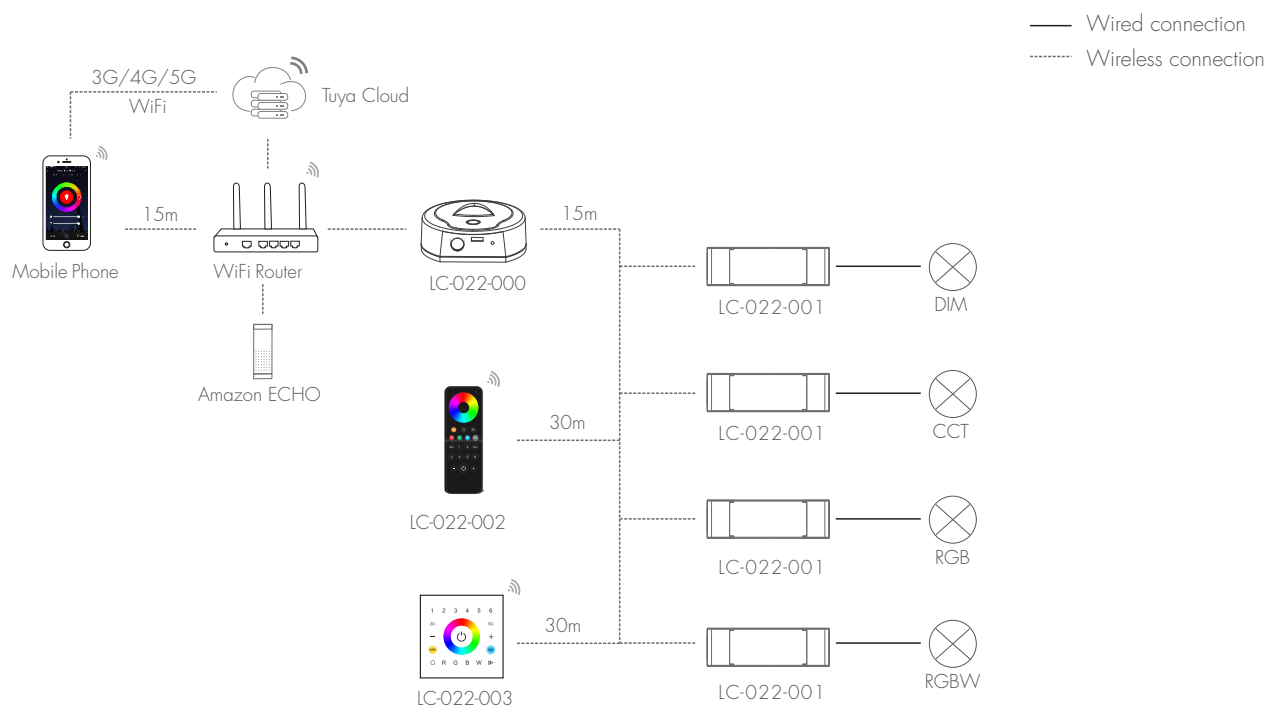 Wired connection
Wireless connection
3G/4G/5G
WiFi
Tuya Cloud
15m
15m
Mobile Phone
WiFi Router
LC-022-000
LC-022-001
DIM
Amazon ECHO
30m
LC-022-001
CCT
LC-022-002
LC-022-001
RGB
1 2 3 4 5 6
30m
R G B W
LC-022-003
LC-022-001
RGBW